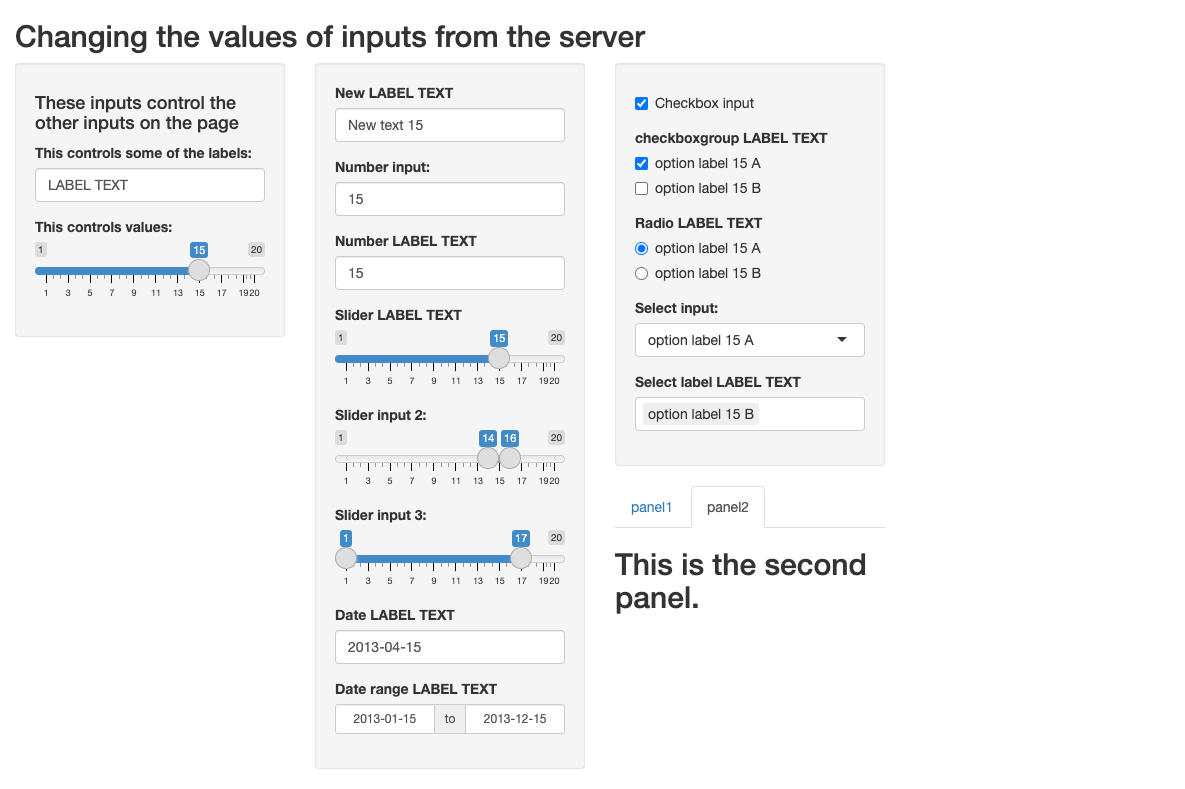 Changing the values of inputs from the server
These inputs control the
other inputs on the page
This controls some of the labels:
LABEL TEXT
This controls values:
1 15 20
1 3 5 7 9 11 13 15 17 19 20
New LABEL TEXT
New text 15
Number input:
15
Number LABEL TEXT
15
Slider LABEL TEXT
1 15 20
1 3 5 7 9 11 13 15 17 19 20
Slider input 2:
1 14 16 20
1 3 5 7 9 11 13 15 17 19 20
Slider input 3:
1 17 20
1 3 5 7 9 11 13 15 17 19 20
Date LABEL TEXT
2013-04-15
Date range LABEL TEXT
2013-01-15 to 2013-12-15
Checkbox input
checkboxgroup LABEL TEXT
option label 15 A
option label 15 B
Radio LABEL TEXT
option label 15 A
option label 15 B
Select input:
option label 15 A
Select label LABEL TEXT
option label 15 B
panel1 panel2
This is the second
panel.